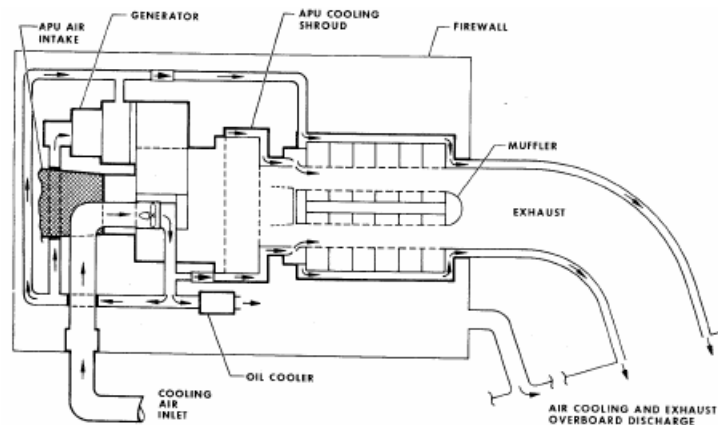 GENERATOR
APU COOLING
SHROUD
FIREWALL
APU AIR
INTAKE
MUFFLER
EXHAUST
OIL COOLER
COOLING
AIR
INLET
AIR COOLING AND EXHAUST
OVERBOARD DISCHARGE